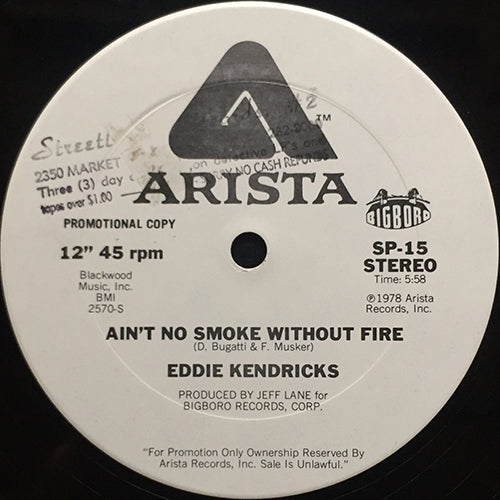 Streetl
#2
2350 MARKET
Three (3) day
tapes over $1.00
NO CASH REFUNDS
ARISTA
TM
PROMOTIONAL COPY
12" 45 rpm
Blackwood
Music, Inc.
BMI
2570-S
BIGBORO
SP-15
STEREO
Time: 5:58
℗1978 Arista
Records, Inc.
AIN'T NO SMOKE WITHOUT FIRE
(D. Bugatti & F. Musker)
EDDIE KENDRICKS
PRODUCED BY JEFF LANE for
BIGBORO RECORDS, CORP.
"For Promotion Only Ownership Reserved By
Arista Records, Inc. Sale Is Unlawful."